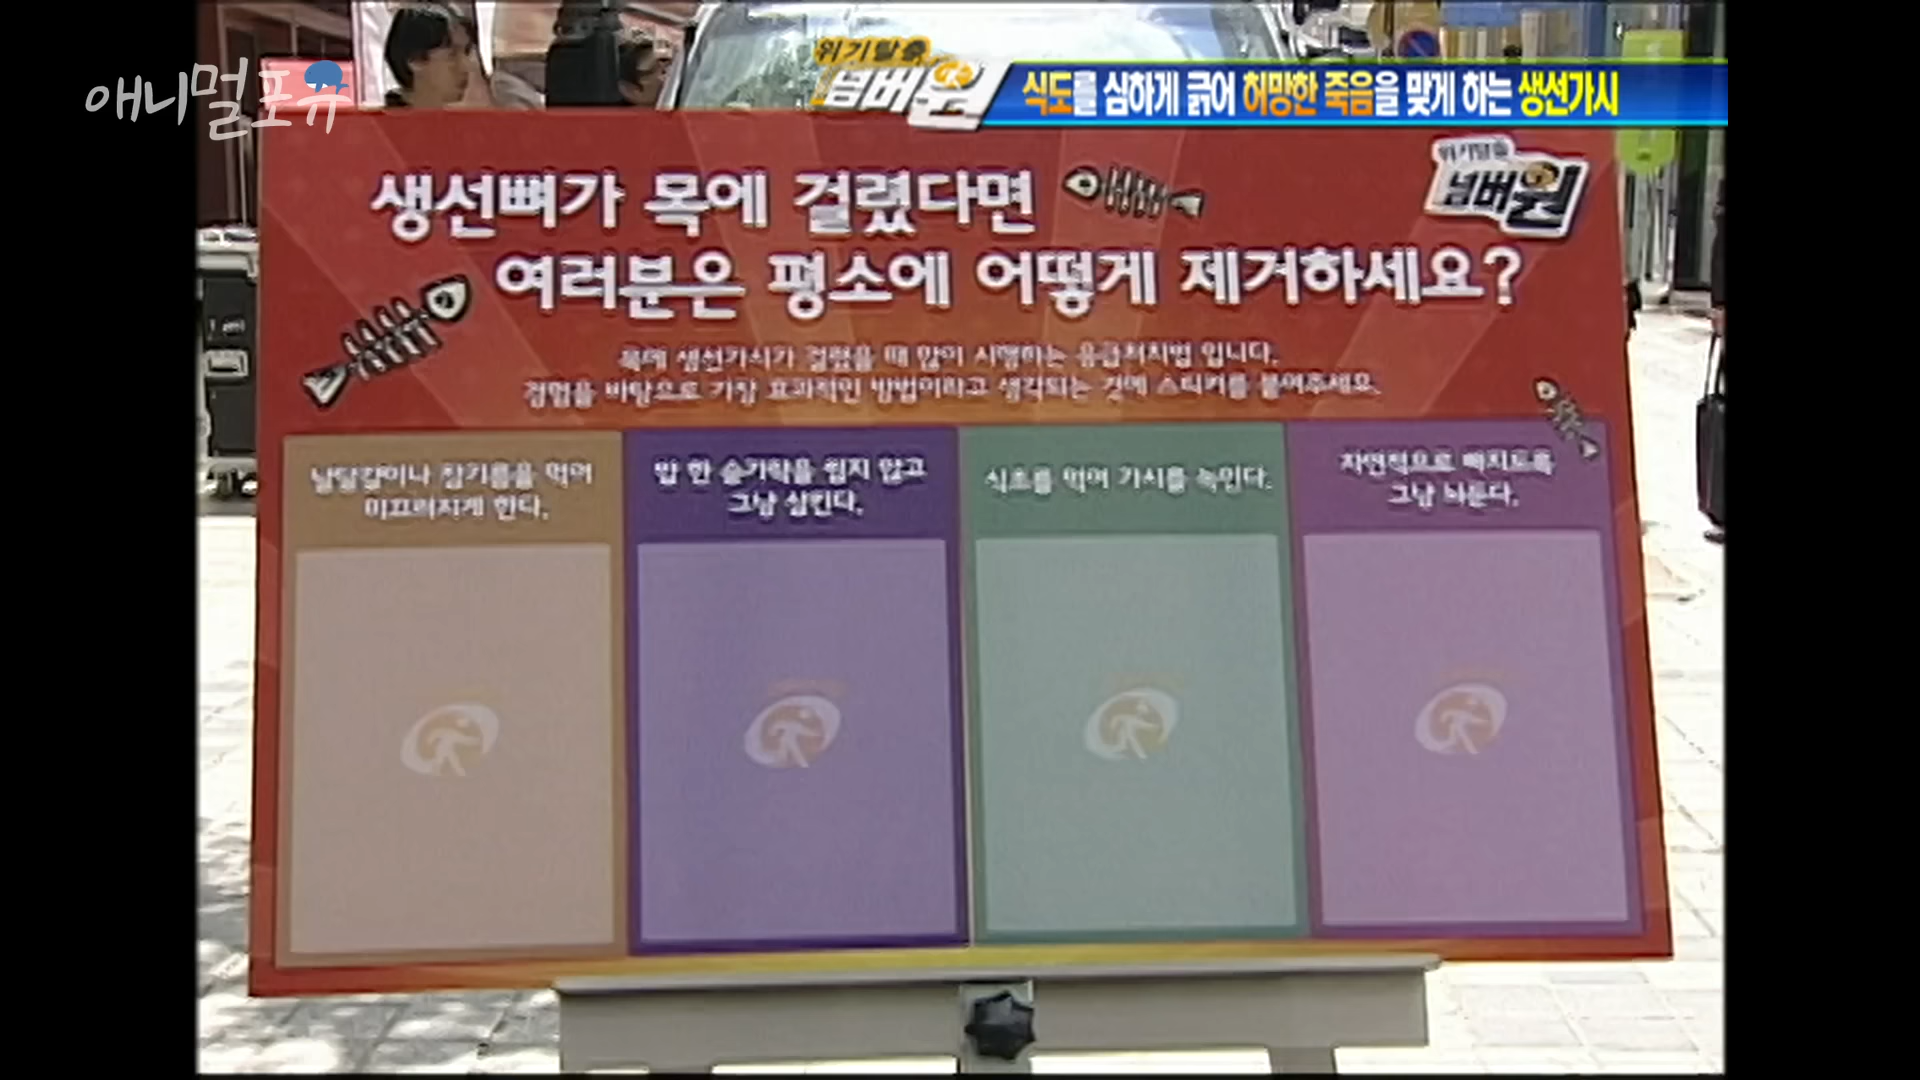 애니멀포유
위기탈출 넘버원
식도를 심하게 긁어 허망한 죽음을 맞게 하는 생선가시
위기탈출 넘버원
생선뼈가 목에 걸렸다면
여러분은 평소에 어떻게 제거하세요?
목에 생선가시가 걸렸을 때 많이 시행하는 응급처치법 입니다.
경험을 바탕으로 가장 효과적인 방법이라고 생각되는 것에 스티커를 붙여주세요.
날달걀이나 참기름을 먹여
미끄러지게 한다.
밥 한 숟가락을 씹지 않고
그냥 삼킨다.
식초를 먹여 가시를 녹인다.
자연적으로 빠지도록
그냥 놔둔다.